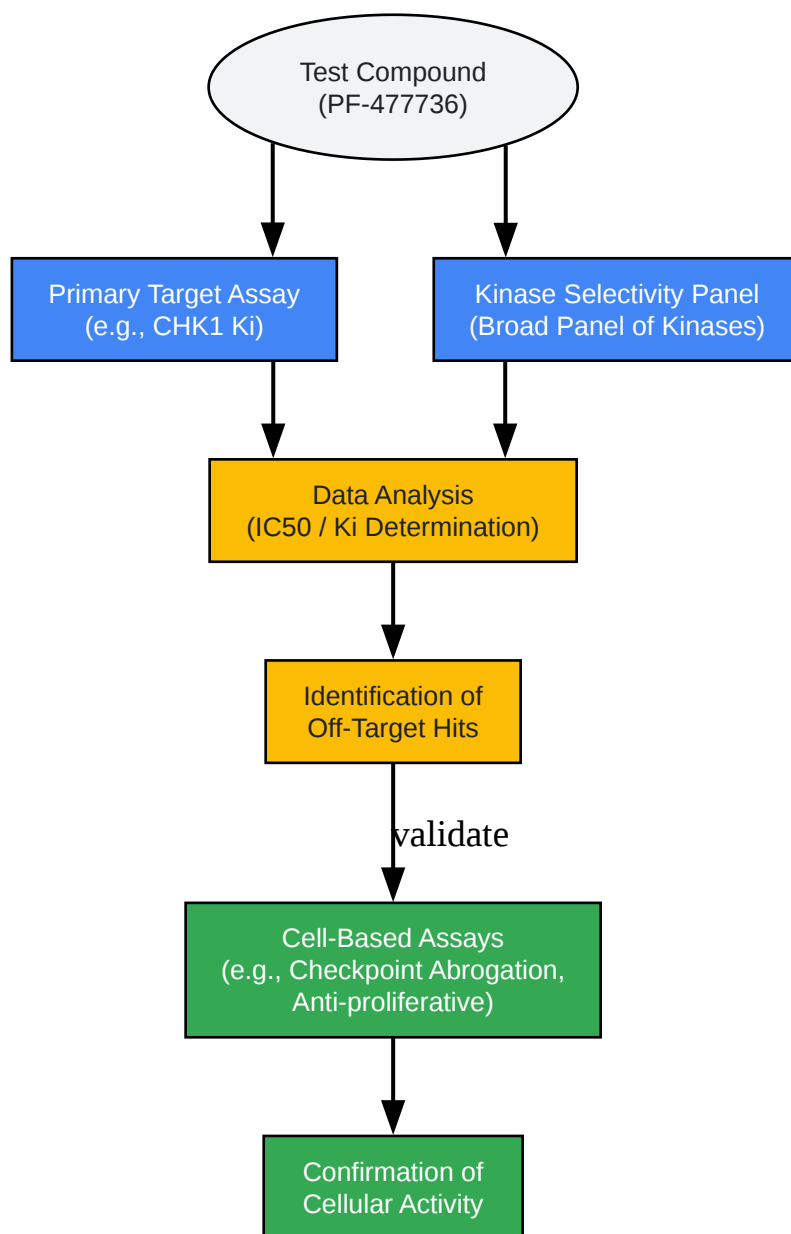 Test Compound
(PF-477736)
Primary Target Assay
(e.g., CHK1 Ki)
Kinase Selectivity Panel
(Broad Panel of Kinases)
Data Analysis
(IC50 / Ki Determination)
Identification of
Off-Target Hits
validate
Cell-Based Assays
(e.g., Checkpoint Abrogation,
Anti-proliferative)
Confirmation of
Cellular Activity